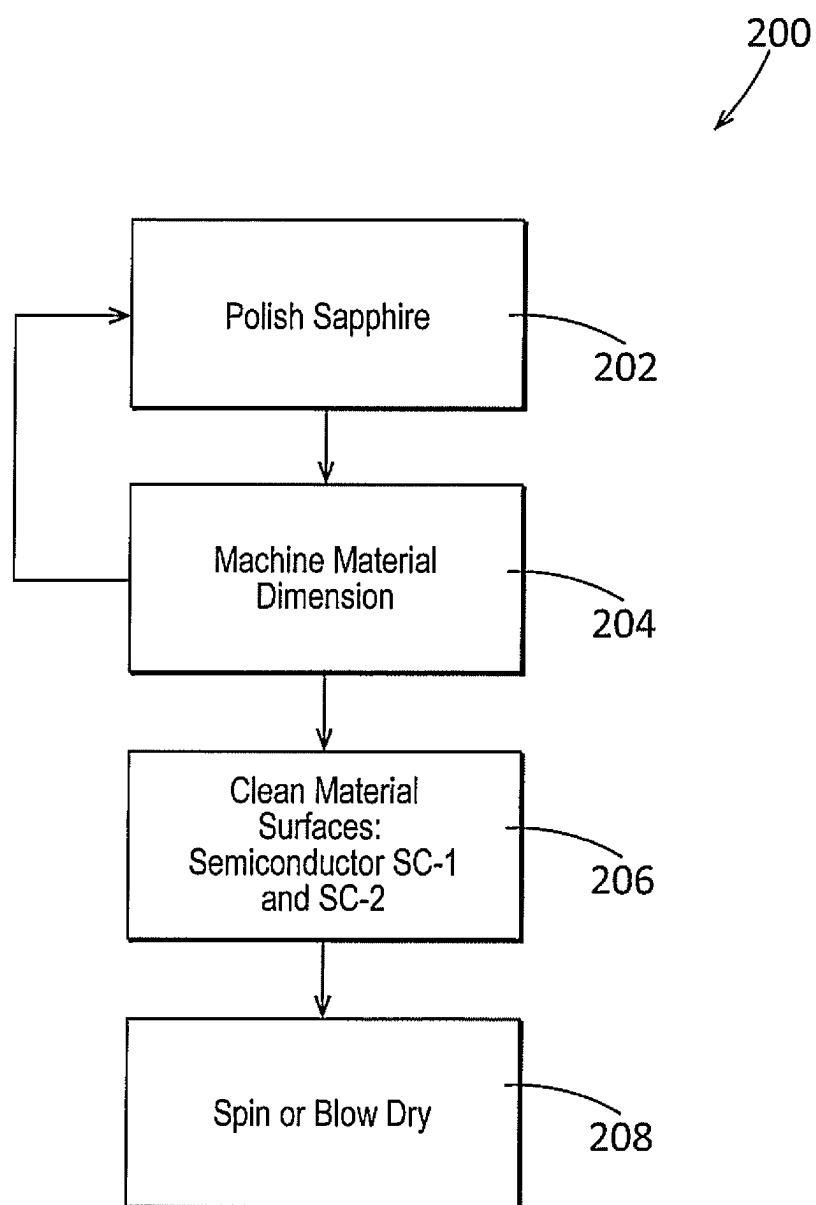 200
Polish Sapphire
202
Machine Material
Dimension
204
Clean Material
Surfaces:
Semiconductor SC-1
and SC-2
206
Spin or Blow Dry
208